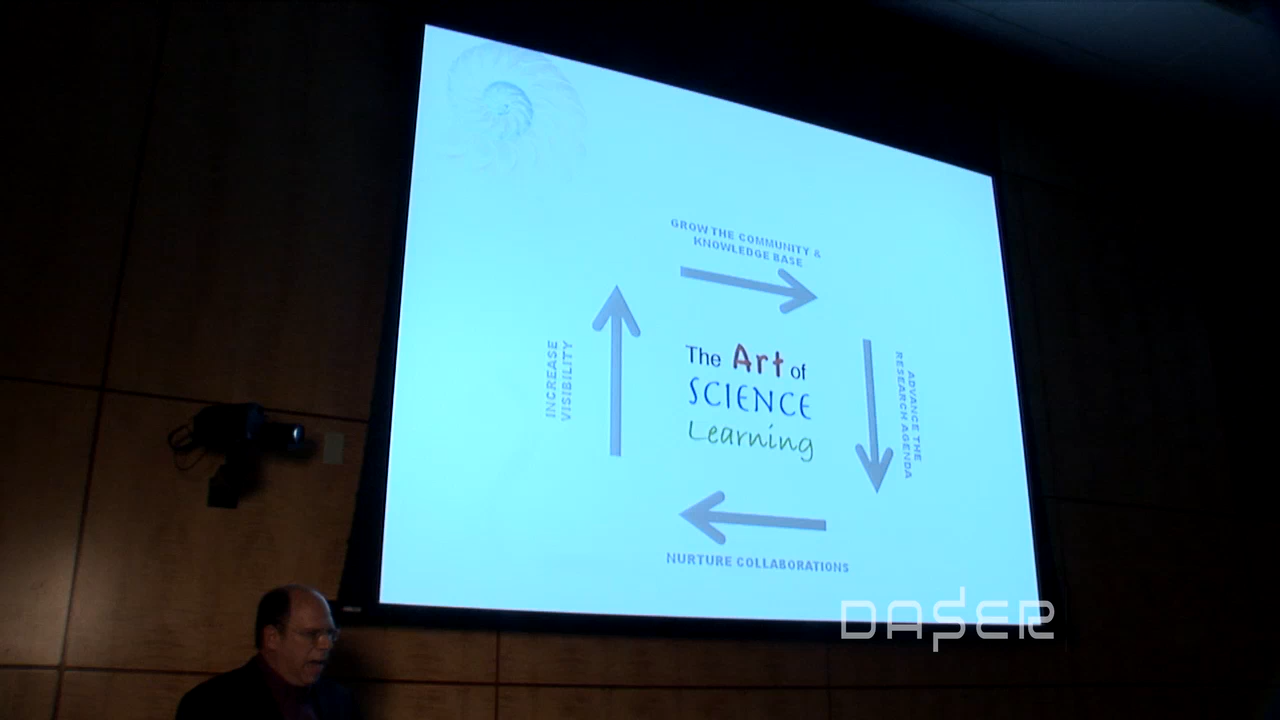 GROW THE COMMUNITY &
KNOWLEDGE BASE
INCREASE
VISIBILITY
The Art of
SCIENCE
Learning
ADVANCE THE
RESEARCH AGENDA
NURTURE COLLABORATIONS
DASER